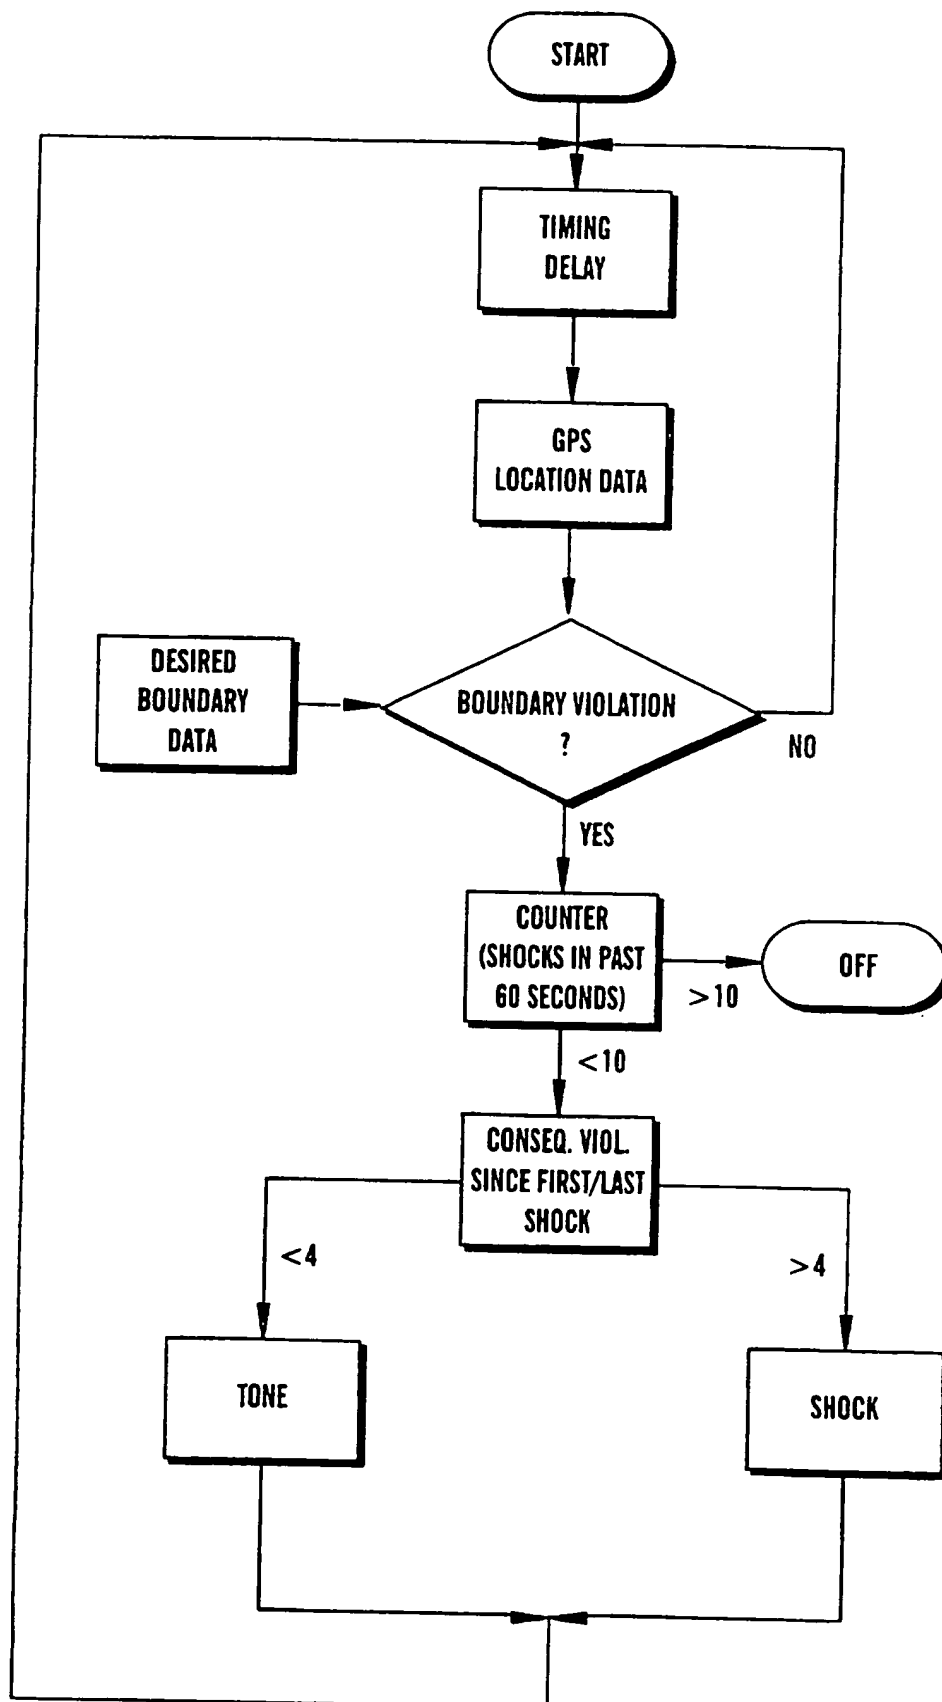 START
TIMING
DELAY
GPS
LOCATION DATA
DESIRED
BOUNDARY
DATA
BOUNDARY VIOLATION
?
NO
YES
COUNTER
(SHOCKS IN PAST
60 SECONDS)
>10
OFF
<10
CONSEQ. VIOL.
SINCE FIRST/LAST
SHOCK
<4
>4
TONE
SHOCK